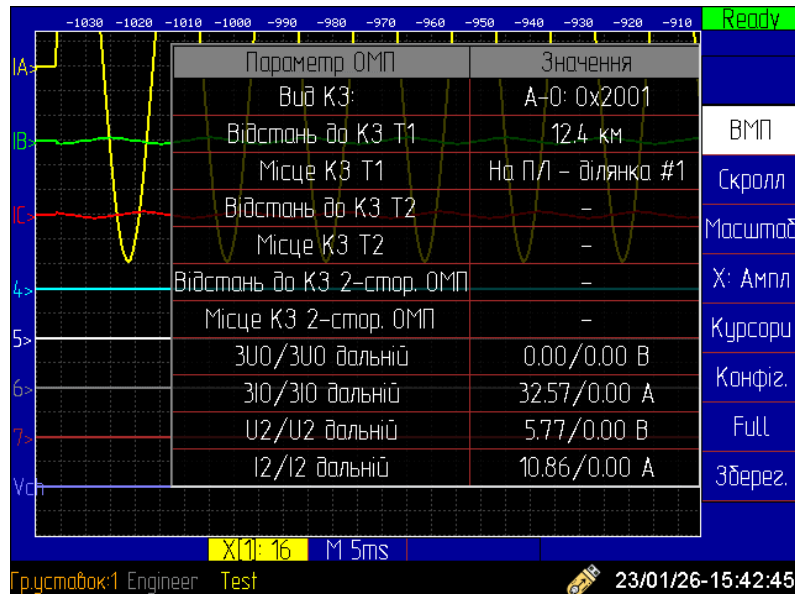 -1030 -1020 -1010 -1000 -990 -980 -970 -960 -950 -940 -930 -920 -910 Ready
IA>
Параметр ОМП Значення
Вид КЗ: A-0: 0x2001
IB> Відстань до КЗ Т1 12.4 км ВМП
Місце КЗ Т1 На ПЛ - ділянка #1 Скролл
IC> Відстань до КЗ Т2 -
Місце КЗ Т2 - Масштаб
4> Відстань до КЗ 2-стор. ОМП - X: Ампл
Місце КЗ 2-стор. ОМП - Курсори
5>
3U0/3U0 дальній 0.00/0.00 В
6> 3I0/3I0 дальній 32.57/0.00 А Конфіг.
7> U2/U2 дальній 5.77/0.00 В Full
I2/I2 дальній 10.86/0.00 А Зберег.
Vch
X[1]: 16 M 5ms
Гр.уставок:1 Engineer Test 23/01/26-15:42:45